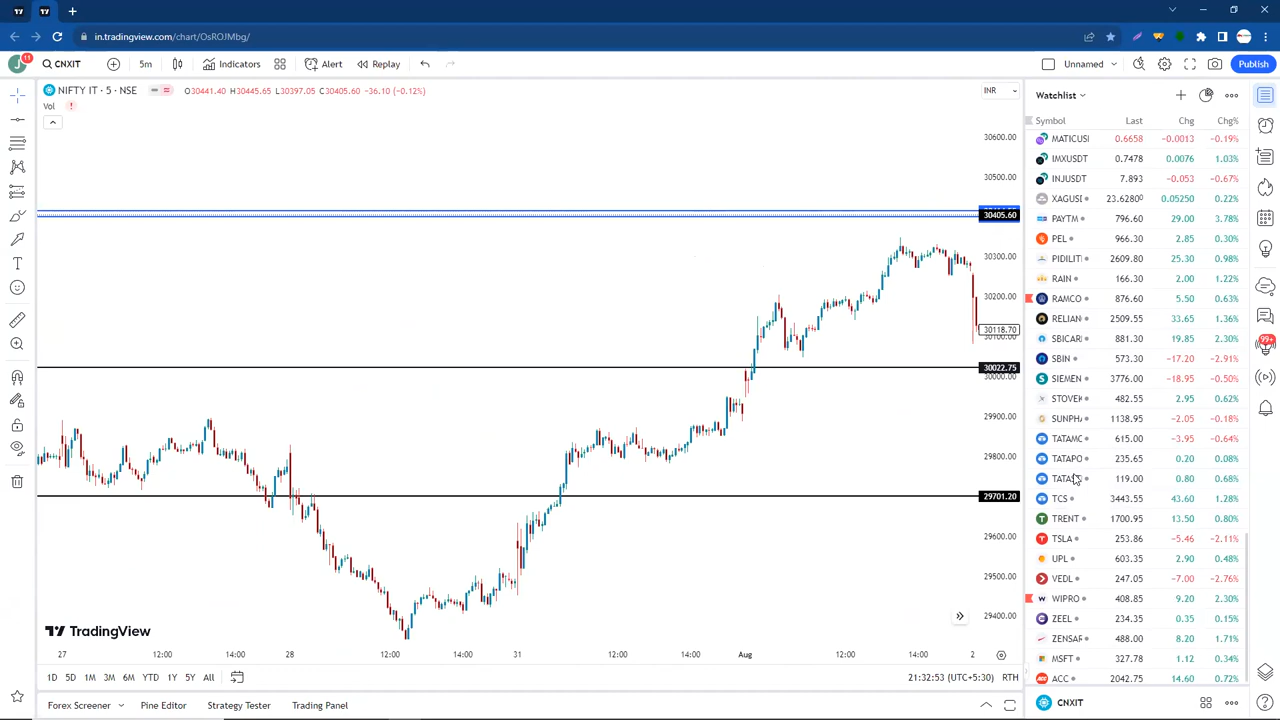 in.tradingview.com/chart/OsROJMbg/
J 11 CNXIT 5m Indicators Alert Replay Unnamed Publish
NIFTY IT · 5 · NSE O30441.40 H30445.65 L30397.05 C30405.60 −36.10 (−0.12%) INR
Vol
Watchlist
Symbol Last Chg Chg%
30600.00
30500.00
30405.60
30300.00
30200.00
30118.70
30100.00
30022.75
30000.00
29900.00
29800.00
29701.20
29600.00
29500.00
29400.00
MATICUSI 0.6658 −0.0013 −0.19%
IMXUSDT 0.7478 0.0076 1.03%
INJUSDT 7.893 −0.053 −0.67%
XAGUSI 23.6280 0.05250 0.22%
PAYTM 796.60 29.00 3.78%
PEL 966.30 2.85 0.30%
PIDILITI 2609.80 25.30 0.98%
RAIN 166.30 2.00 1.22%
RAMCO 876.60 5.50 0.63%
RELIAN 2509.55 33.65 1.36%
SBICARI 881.30 19.85 2.30%
SBIN 573.30 −17.20 −2.91%
SIEMEN 3776.00 −18.95 −0.50%
STOVEK 482.55 2.95 0.62%
SUNPHA 1138.95 −2.05 −0.18%
TATAMC 615.00 −3.95 −0.64%
TATAPO 235.65 0.20 0.08%
TATAS 119.00 0.80 0.68%
TCS 3443.55 43.60 1.28%
TRENT 1700.95 13.50 0.80%
TSLA 253.86 −5.46 −2.11%
UPL 603.35 2.90 0.48%
VEDL 247.05 −7.00 −2.76%
WIPRO 408.85 9.20 2.30%
ZEEL 234.35 0.35 0.15%
ZENSAR 488.00 8.20 1.71%
MSFT 327.78 1.12 0.34%
ACC 2042.75 14.60 0.72%
99+
TradingView
27 12:00 14:00 28 12:00 14:00 31 12:00 14:00 Aug 12:00 14:00 2
1D 5D 1M 3M 6M YTD 1Y 5Y All 21:32:53 (UTC+5:30) RTH
Forex Screener Pine Editor Strategy Tester Trading Panel
CNXIT